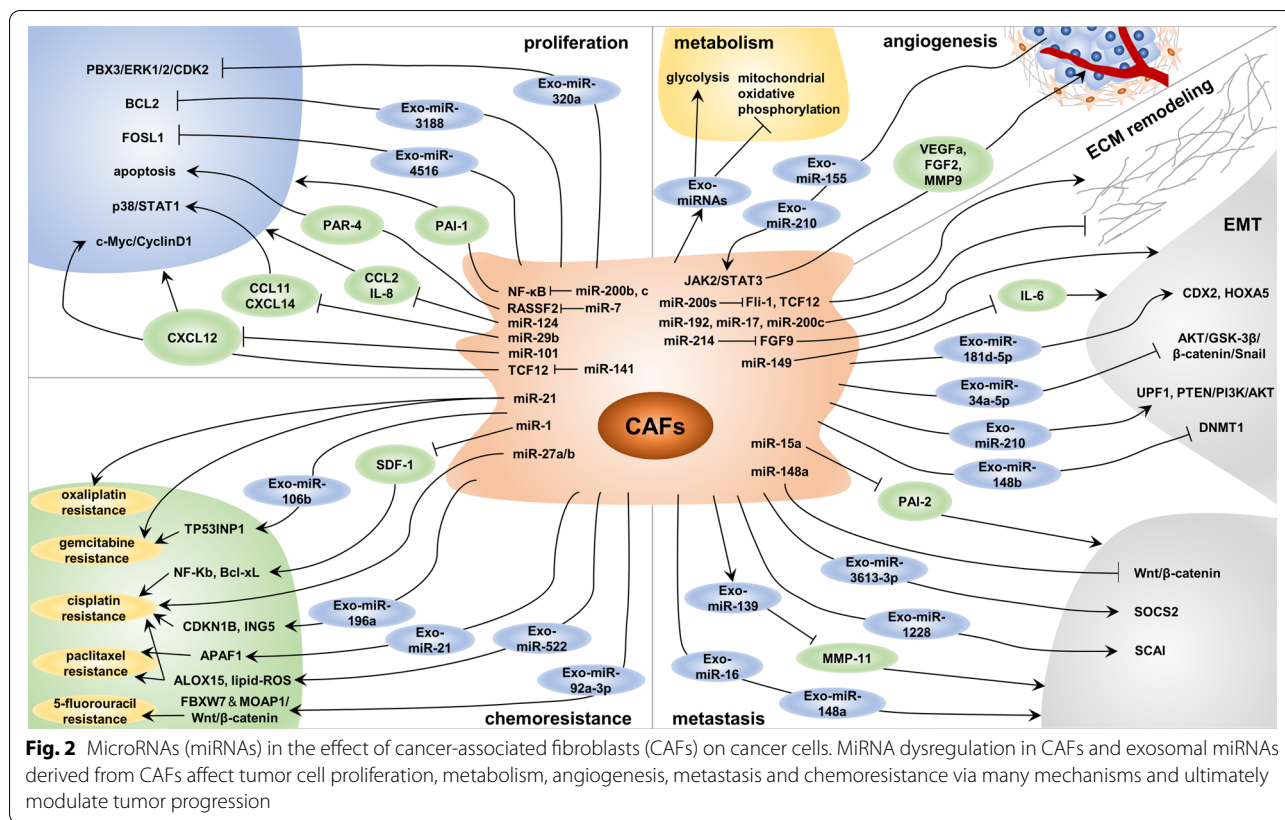 proliferation
PBX3/ERK1/2/CDK2
BCL2
FOSL1
apoptosis
p38/STAT1
c-Myc/CyclinD1
Exo-miR-
320a
Exo-miR-
3188
Exo-miR-
4516
PAR-4
PAI-1
CCL2
IL-8
CCL11
CXCL14
CXCL12
metabolism
glycolysis
mitochondrial
oxidative
phosphorylation
Exo-
miRNAs
angiogenesis
Exo-
miR-155
Exo-
miR-210
VEGFa,
FGF2,
MMP9
ECM remodeling
EMT
IL-6
CDX2, HOXA5
Exo-miR-
181d-5p
AKT/GSK-3β/
β-catenin/Snail
Exo-miR-
34a-5p
UPF1, PTEN/PI3K/AKT
Exo-
miR-210
DNMT1
Exo-miR-
148b
NF-κB
miR-200b, c
RASSF2
miR-7
miR-124
miR-29b
miR-101
TCF12
miR-141
miR-21
miR-1
miR-27a/b
CAFs
JAK2/STAT3
miR-200s
Fli-1, TCF12
miR-192, miR-17, miR-200c
miR-214
FGF9
miR-149
miR-15a
miR-148a
SDF-1
Exo-miR-
106b
oxaliplatin
resistance
TP53INP1
gemcitabine
resistance
NF-Kb, Bcl-xL
cisplatin
resistance
CDKN1B, ING5
Exo-miR-
196a
APAF1
Exo-
miR-21
paclitaxel
resistance
ALOX15, lipid-ROS
Exo-
miR-522
5-fluorouracil
resistance
FBXW7 & MOAP1/
Wnt/β-catenin
Exo-miR-
92a-3p
chemoresistance
metastasis
PAI-2
Wnt/β-catenin
Exo-miR-
3613-3p
SOCS2
Exo-
miR-139
Exo-miR-
1228
SCAI
MMP-11
Exo-
miR-16
Exo-miR-
148a
Fig. 2 MicroRNAs (miRNAs) in the effect of cancer-associated fibroblasts (CAFs) on cancer cells. MiRNA dysregulation in CAFs and exosomal miRNAs
derived from CAFs affect tumor cell proliferation, metabolism, angiogenesis, metastasis and chemoresistance via many mechanisms and ultimately
modulate tumor progression